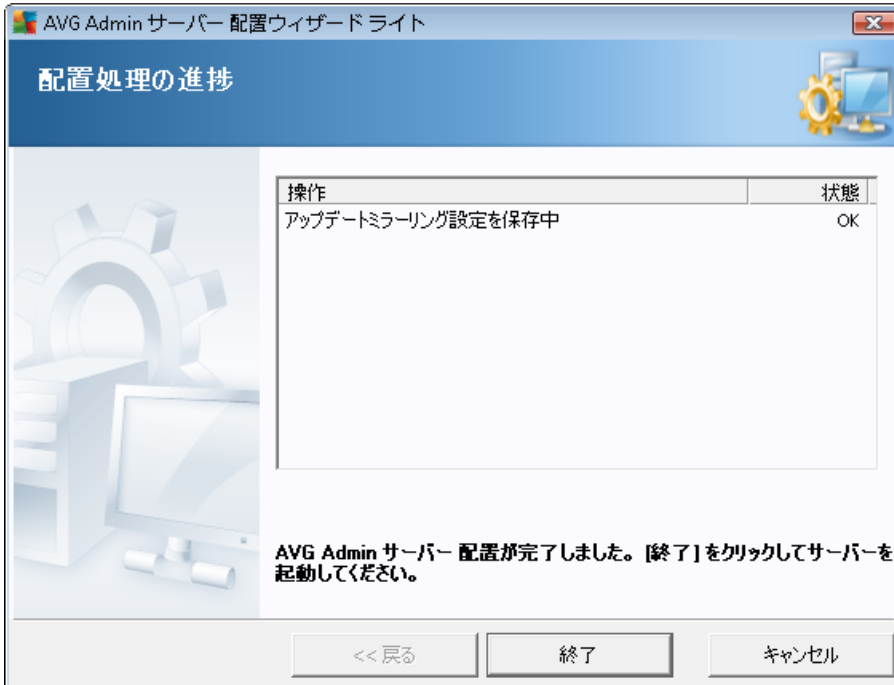 AVG Admin サーバー 配置ウィザード ライト
配置処理の進捗
操作 状態
アップデートミラーリング設定を保存中 OK
AVG Admin サーバー 配置が完了しました。 [終了] をクリックしてサーバーを
起動してください。
<< 戻る 終了 キャンセル